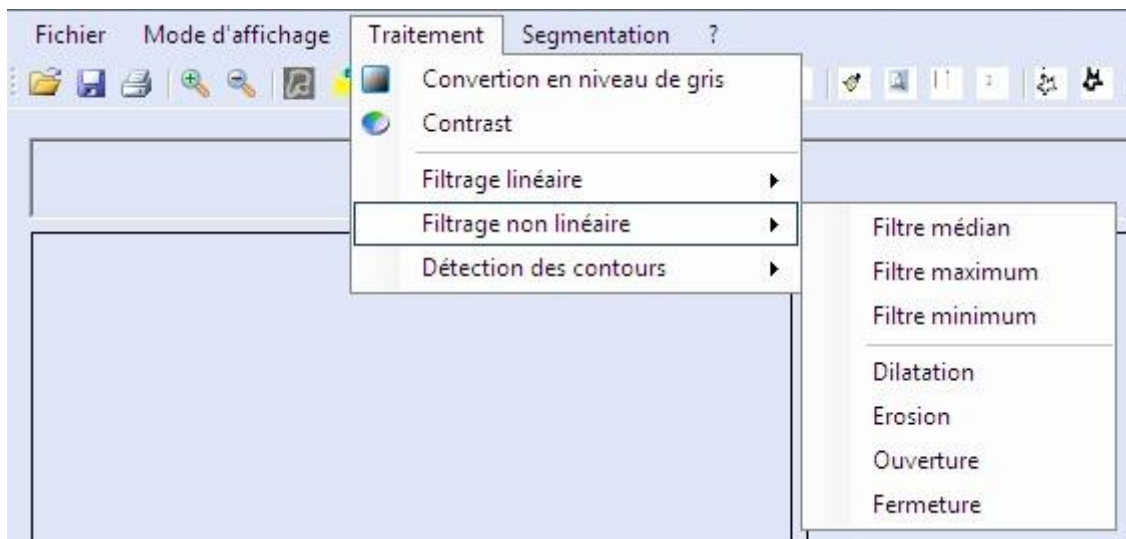 Fichier Mode d'affichage Traitement Segmentation ?
Convertion en niveau de gris
Contrast
Filtrage linéaire
Filtrage non linéaire
Détection des contours
Filtre médian
Filtre maximum
Filtre minimum
Dilatation
Erosion
Ouverture
Fermeture